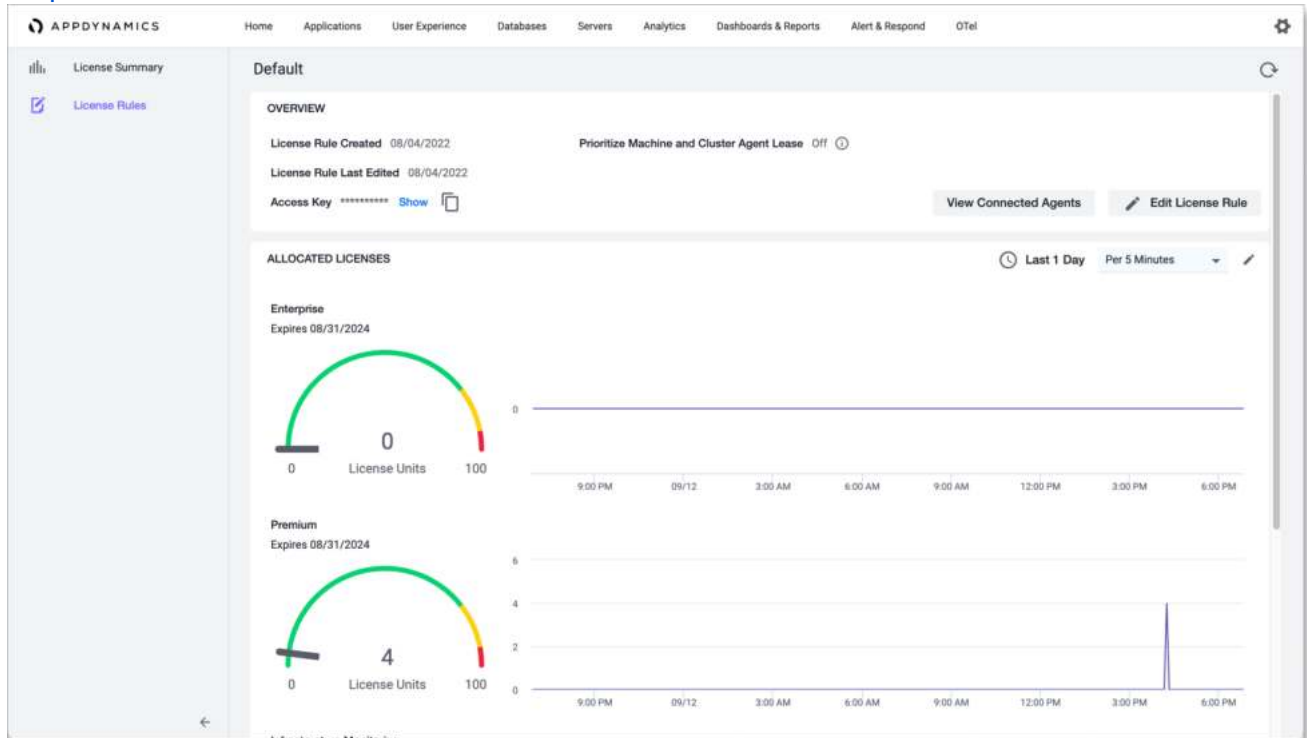 APPDYNAMICS
Home Applications User Experience Databases Servers Analytics Dashboards & Reports Alert & Respond OTel
License Summary
License Rules
Default
OVERVIEW
License Rule Created 08/04/2022 Prioritize Machine and Cluster Agent Lease Off
License Rule Last Edited 08/04/2022
Access Key ********** Show
View Connected Agents Edit License Rule
ALLOCATED LICENSES
Last 1 Day Per 5 Minutes
Enterprise
Expires 08/31/2024
0
0
0 License Units 100
9:00 PM 09/12 3:00 AM 6:00 AM 9:00 AM 12:00 PM 3:00 PM 6:00 PM
Premium
Expires 08/31/2024
6
4
2
0
4
0 License Units 100
9:00 PM 09/12 3:00 AM 6:00 AM 9:00 AM 12:00 PM 3:00 PM 6:00 PM